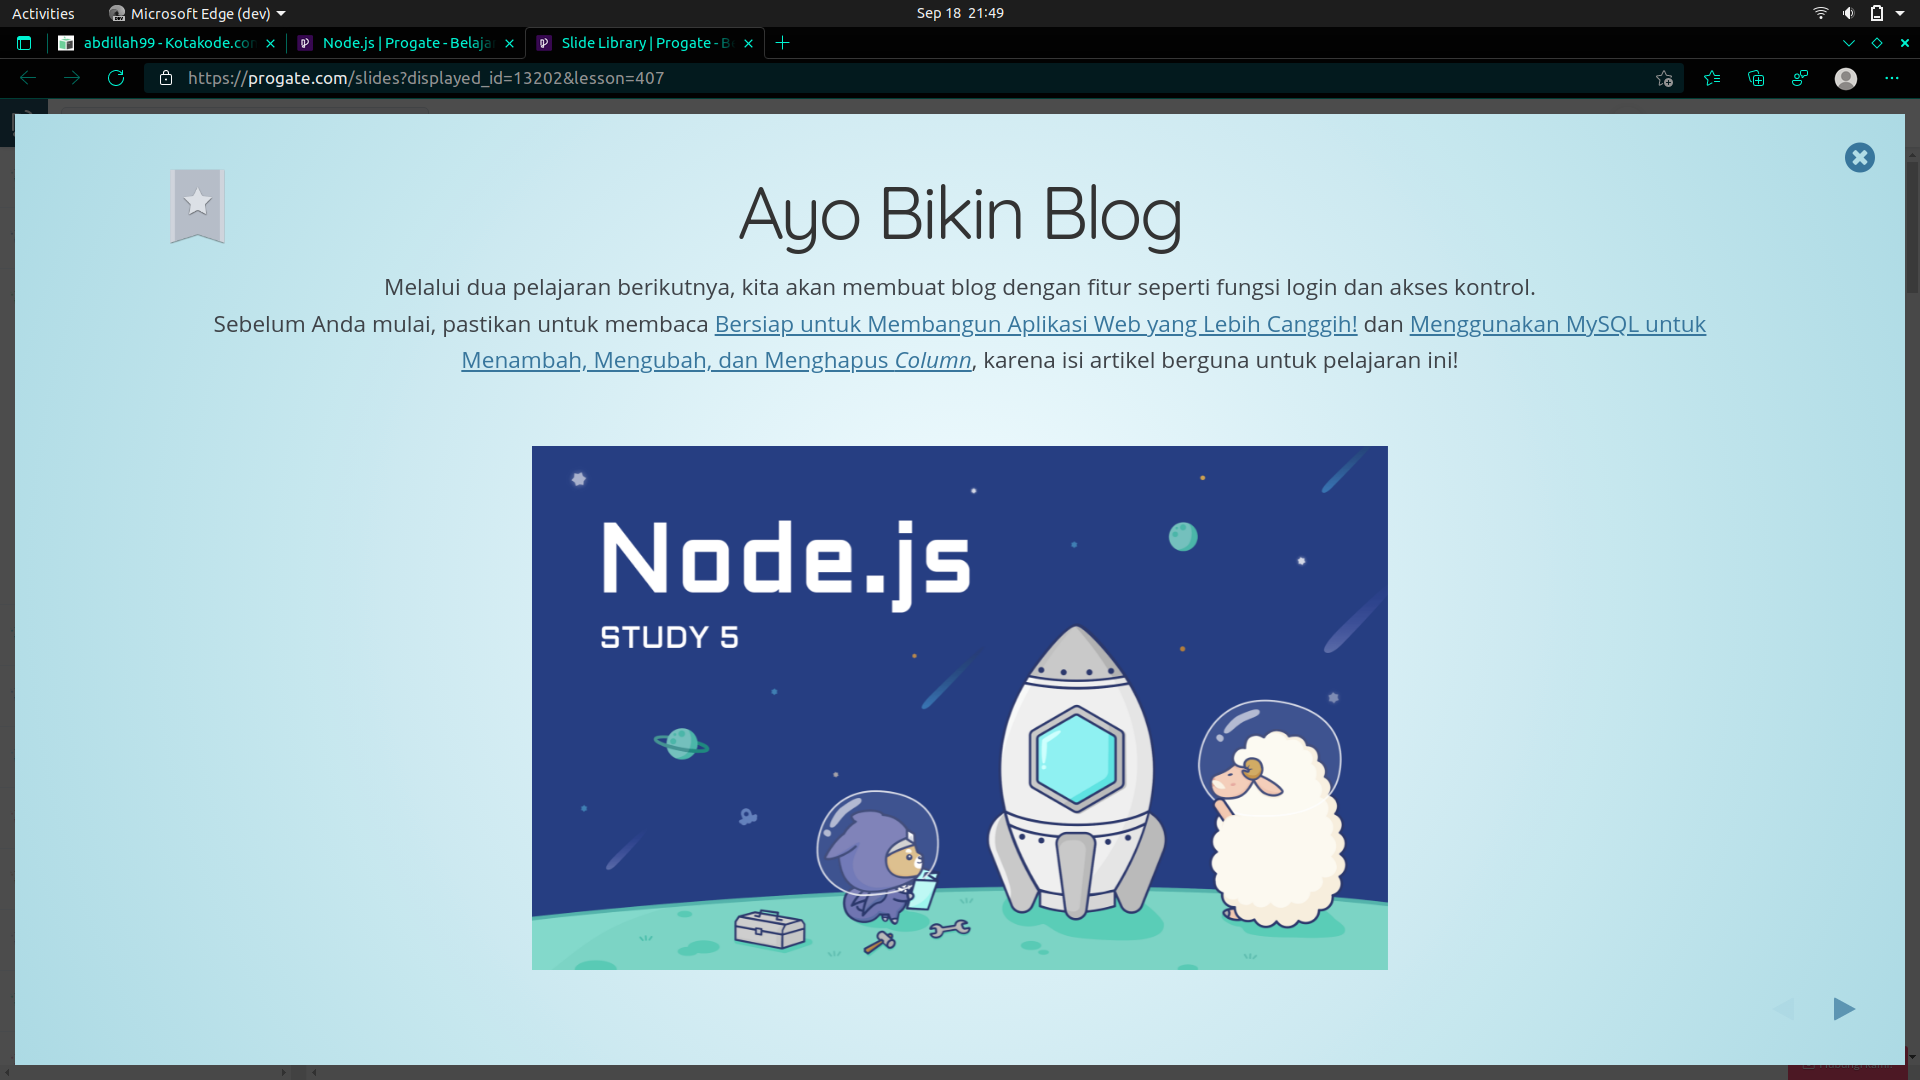 Activities
Microsoft Edge (dev)
Sep 18 21:49
abdillah99 - Kotakode.com
Node.js | Progate - Belaja
Slide Library | Progate - B
https://progate.com/slides?displayed_id=13202&lesson=407
Ayo Bikin Blog
Melalui dua pelajaran berikutnya, kita akan membuat blog dengan fitur seperti fungsi login dan akses kontrol.
Sebelum Anda mulai, pastikan untuk membaca Bersiap untuk Membangun Aplikasi Web yang Lebih Canggih! dan Menggunakan MySQL untuk
Menambah, Mengubah, dan Menghapus Column, karena isi artikel berguna untuk pelajaran ini!
Node.js
STUDY 5